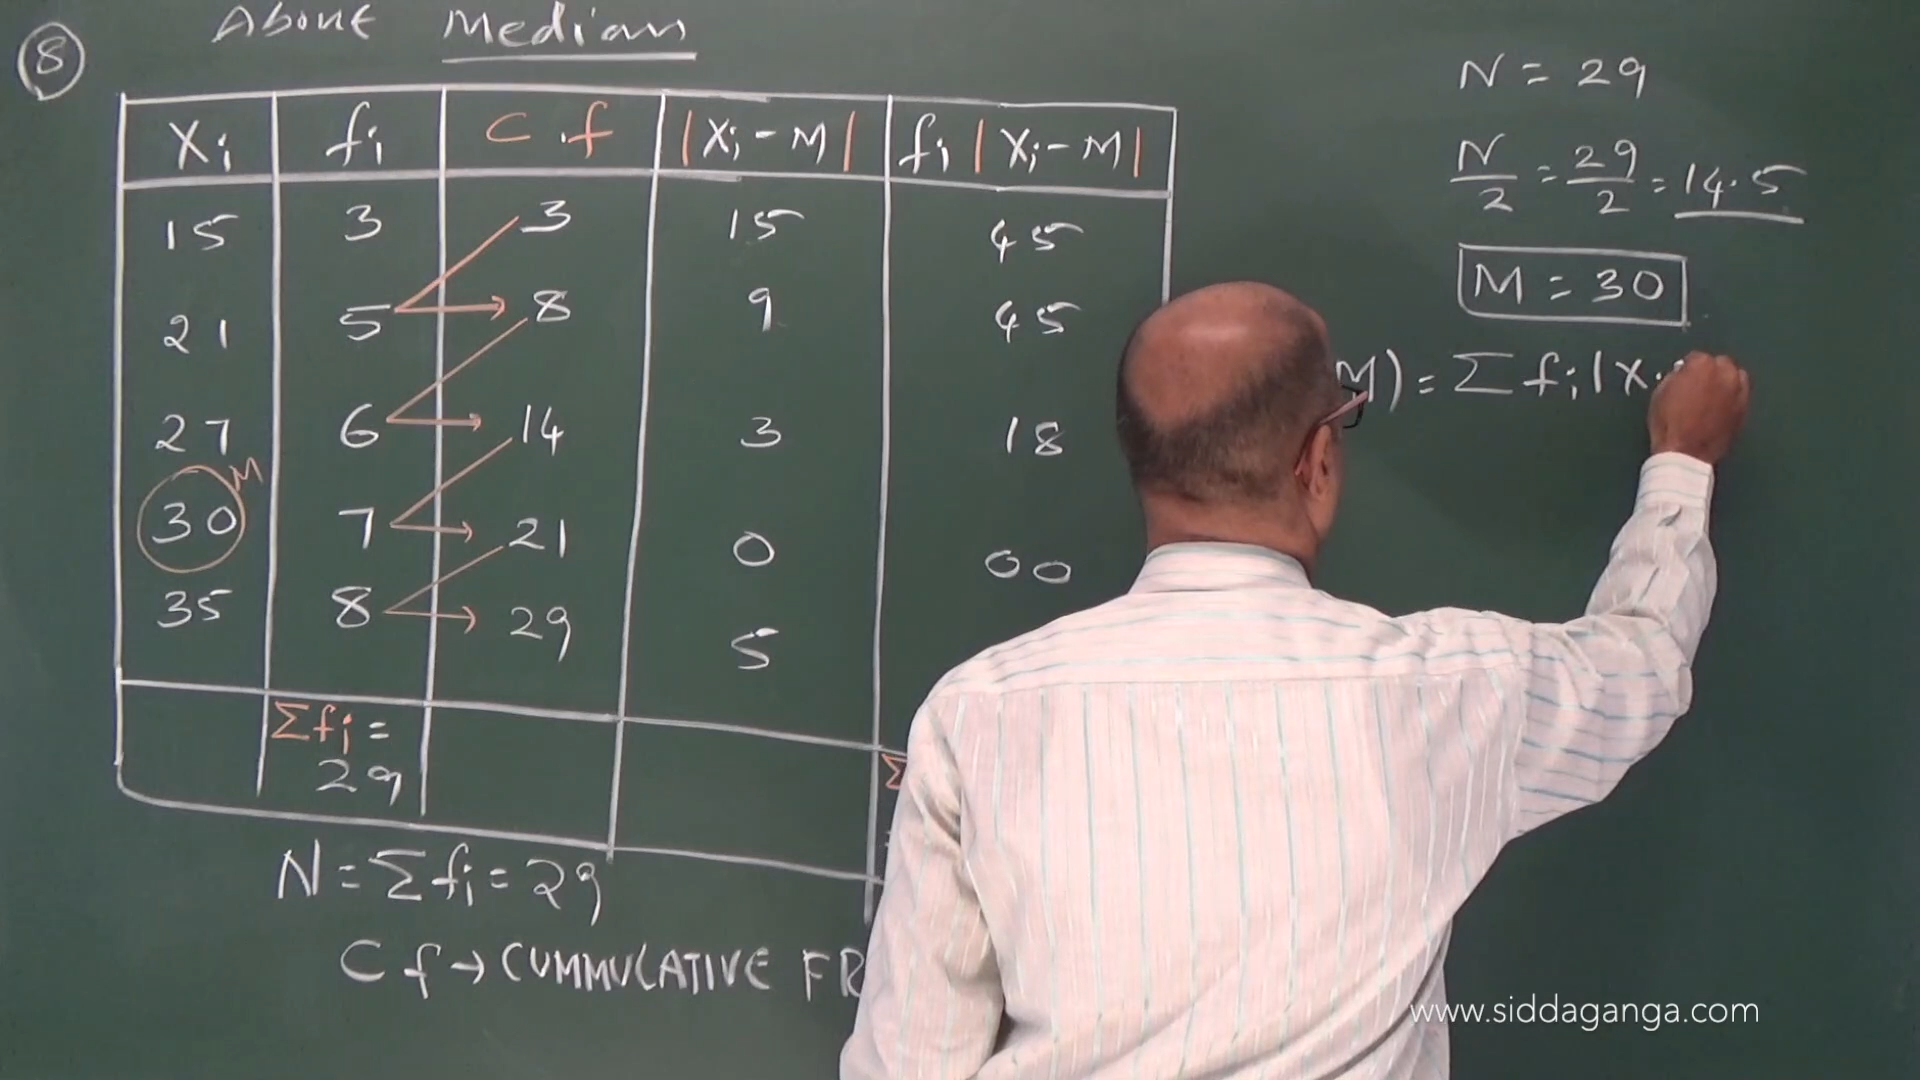 8 About Median
Xi fi C.f |Xi-M| fi|Xi-M|
15 3 3 15 45
21 5 8 9 45
27 6 14 3 18
30 M 7 21 0 00
35 8 29 5
Σfi =
29
N = Σfi = 29
Cf → CUMMULATIVE
N = 29
N/2 = 29/2 = 14.5
M = 30
M) = Σ fi|X
www.siddaganga.com